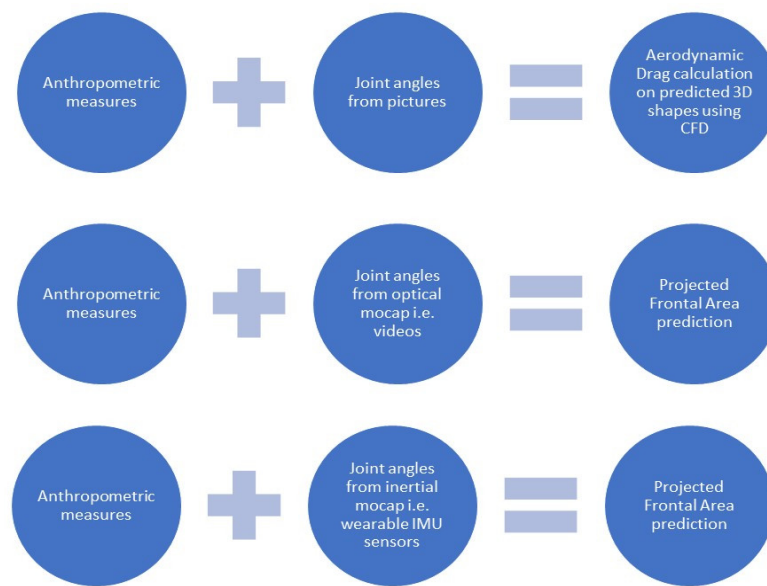 Anthropometric
measures
Joint angles
from pictures
Aerodynamic
Drag calculation
on predicted 3D
shapes using
CFD
Anthropometric
measures
Joint angles
from optical
mocap i.e.
videos
Projected
Frontal Area
prediction
Anthropometric
measures
Joint angles
from inertial
mocap i.e.
wearable IMU
sensors
Projected
Frontal Area
prediction